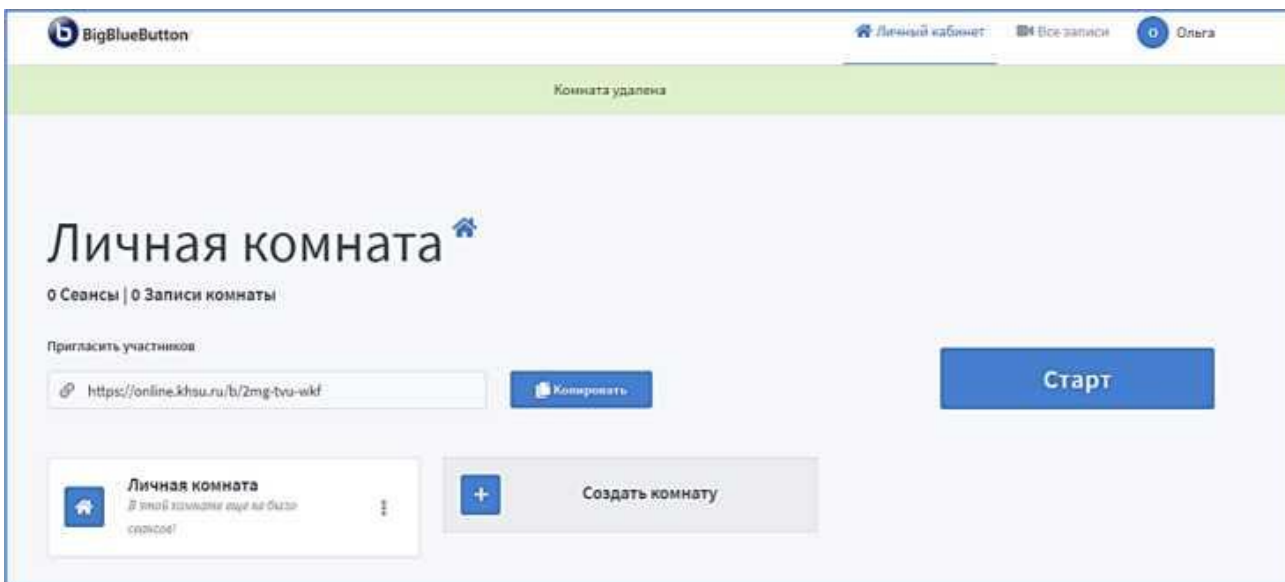 BigBlueButton
Личный кабинет
Все записи
О
Ольга
Комната удалена
Личная комната
0 Сеансы | 0 Записи комнаты
Пригласить участников
https://online.khsu.ru/b/2mg-tvu-wkf
Копировать
Старт
Личная комната
В этой комнате еще не было
сеансов!
Создать комнату